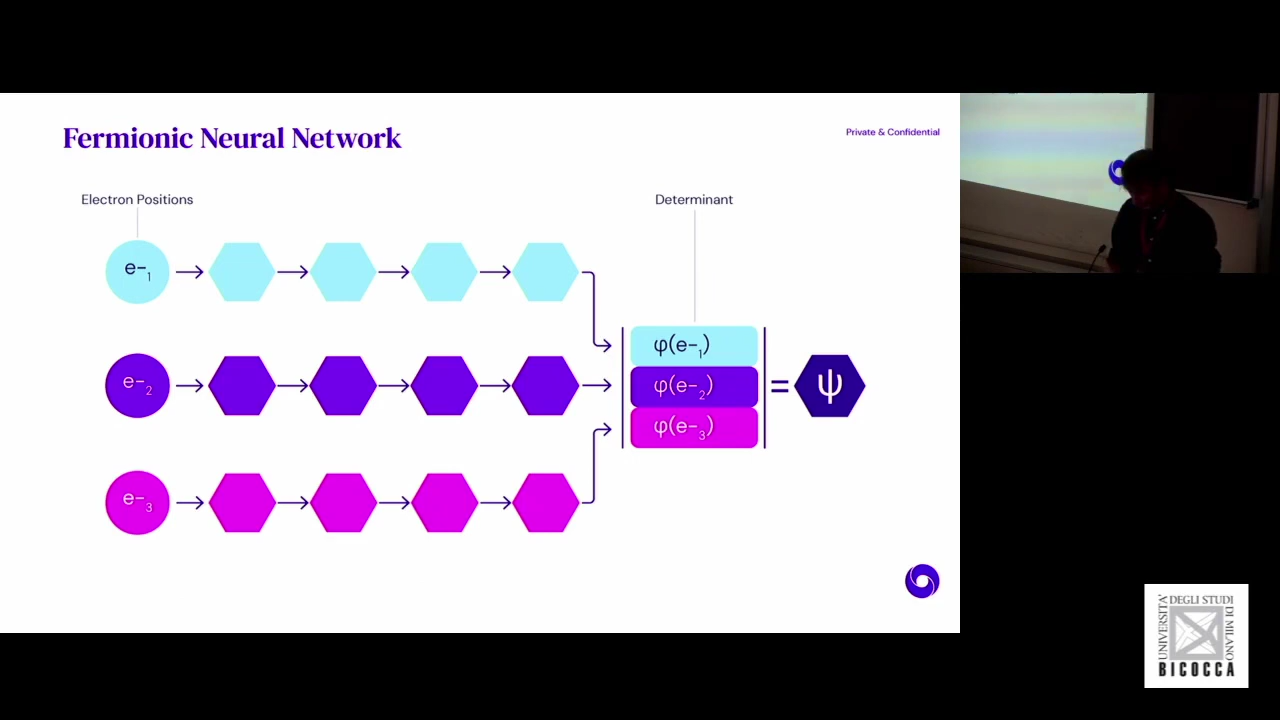 Fermionic Neural Network
Private & Confidential
Electron Positions
Determinant
e-1
e-2
e-3
φ(e-1)
φ(e-2)
φ(e-3)
= ψ
UNIVERSITA'
DEGLI STUDI
DI MILANO
BICOCCA